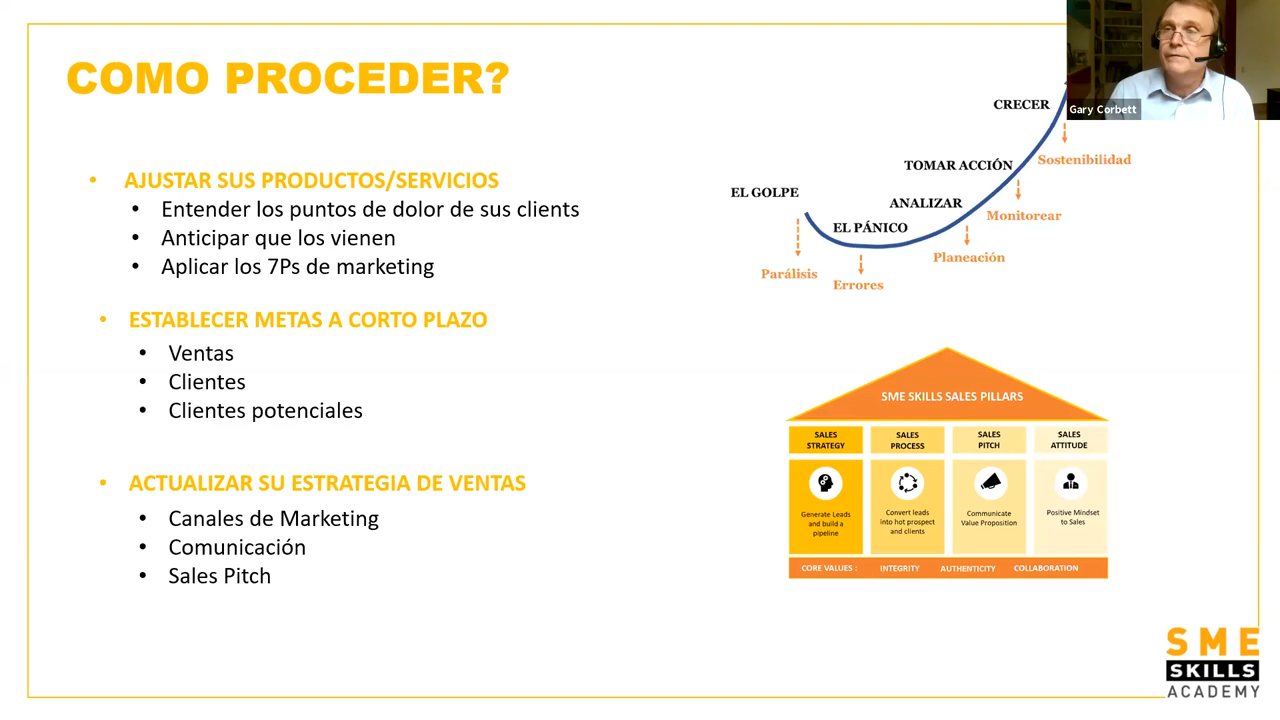 COMO PROCEDER?
• AJUSTAR SUS PRODUCTOS/SERVICIOS
• Entender los puntos de dolor de sus clients
• Anticipar que los vienen
• Aplicar los 7Ps de marketing
• ESTABLECER METAS A CORTO PLAZO
• Ventas
• Clientes
• Clientes potenciales
• ACTUALIZAR SU ESTRATEGIA DE VENTAS
• Canales de Marketing
• Comunicación
• Sales Pitch
Gary Corbett
CRECER
Sostenibilidad
TOMAR ACCIÓN
Monitorear
ANALIZAR
Planeación
EL GOLPE
EL PÁNICO
Parálisis
Errores
SME SKILLS SALES PILLARS
SALES
STRATEGY
SALES
PROCESS
SALES
PITCH
SALES
ATTITUDE
Generate Leads
and build a
pipeline
Convert leads
into hot prospect
and clients
Communicate
Value Proposition
Positive Mindset
to Sales
CORE VALUES : INTEGRITY AUTHENTICITY COLLABORATION
SME
SKILLS
ACADEMY